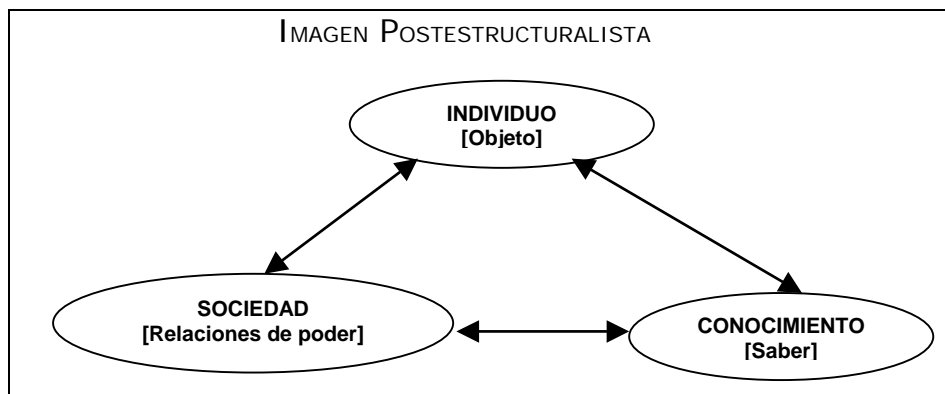 IMAGEN POSTESTRUCTURALISTA
INDIVIDUO
[Objeto]
SOCIEDAD
[Relaciones de poder]
CONOCIMIENTO
[Saber]